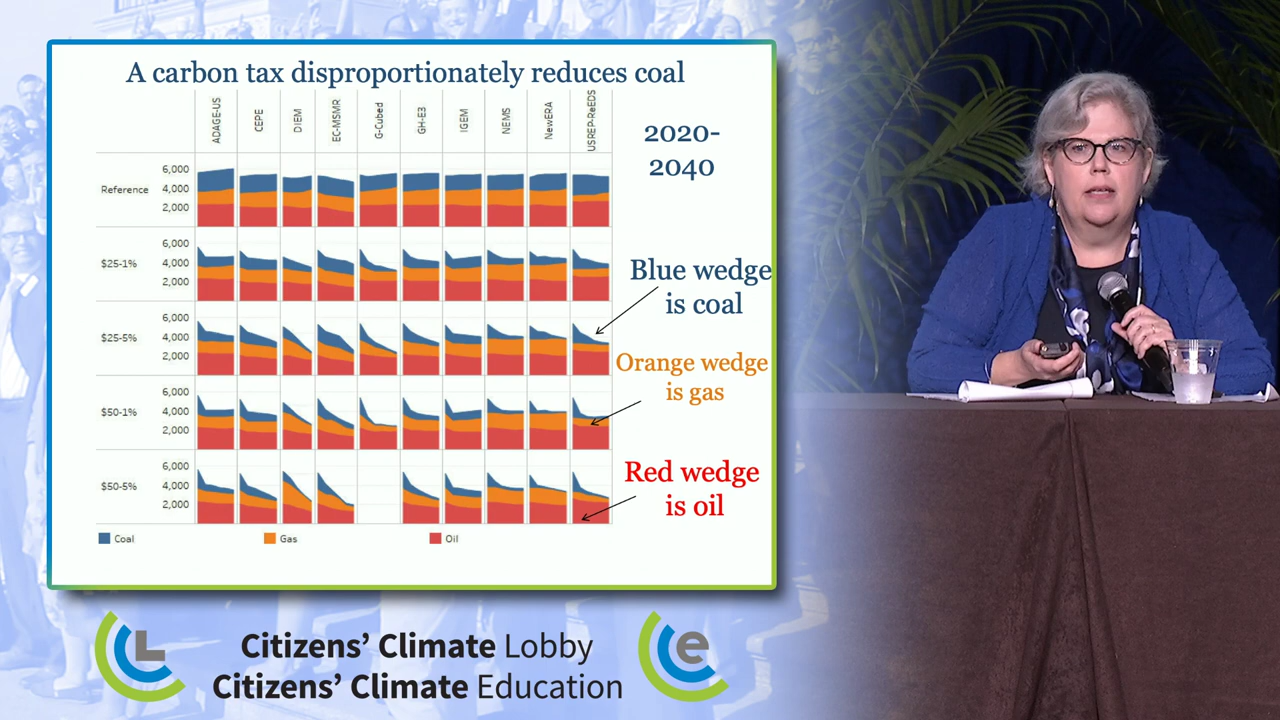 A carbon tax disproportionately reduces coal
ADAGE-US
CEPE
DIEM
EC-MSMR
G-Cubed
GH-E3
IGEM
NEMS
NewERA
USREP-ReEDS
2020-
2040
Reference
6,000
4,000
2,000
$25-1%
6,000
4,000
2,000
$25-5%
6,000
4,000
2,000
$50-1%
6,000
4,000
2,000
$50-5%
6,000
4,000
2,000
Blue wedge
is coal
Orange wedge
is gas
Red wedge
is oil
Coal
Gas
Oil
L
Citizens' Climate Lobby
Citizens' Climate Education
e